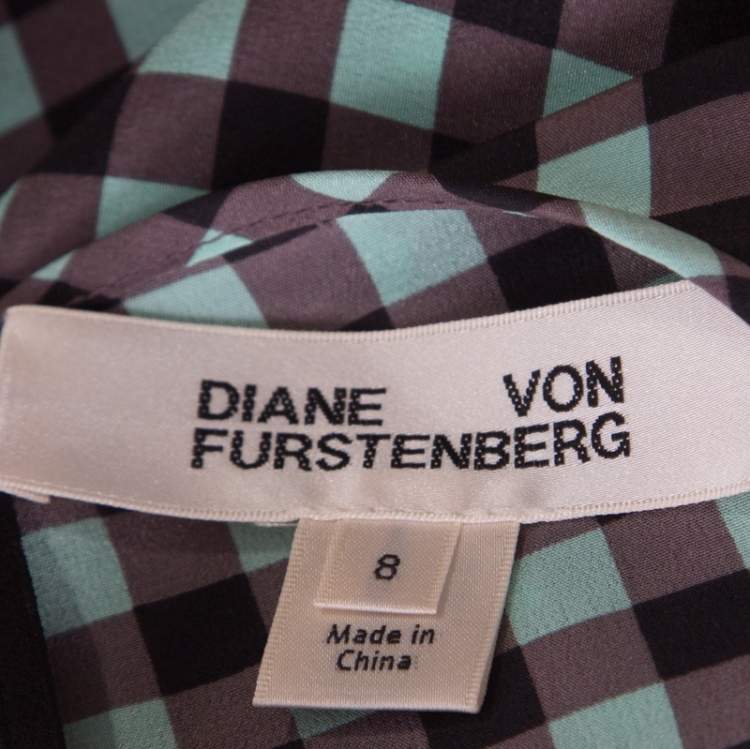 DIANE VON
FURSTENBERG
8
Made in
China